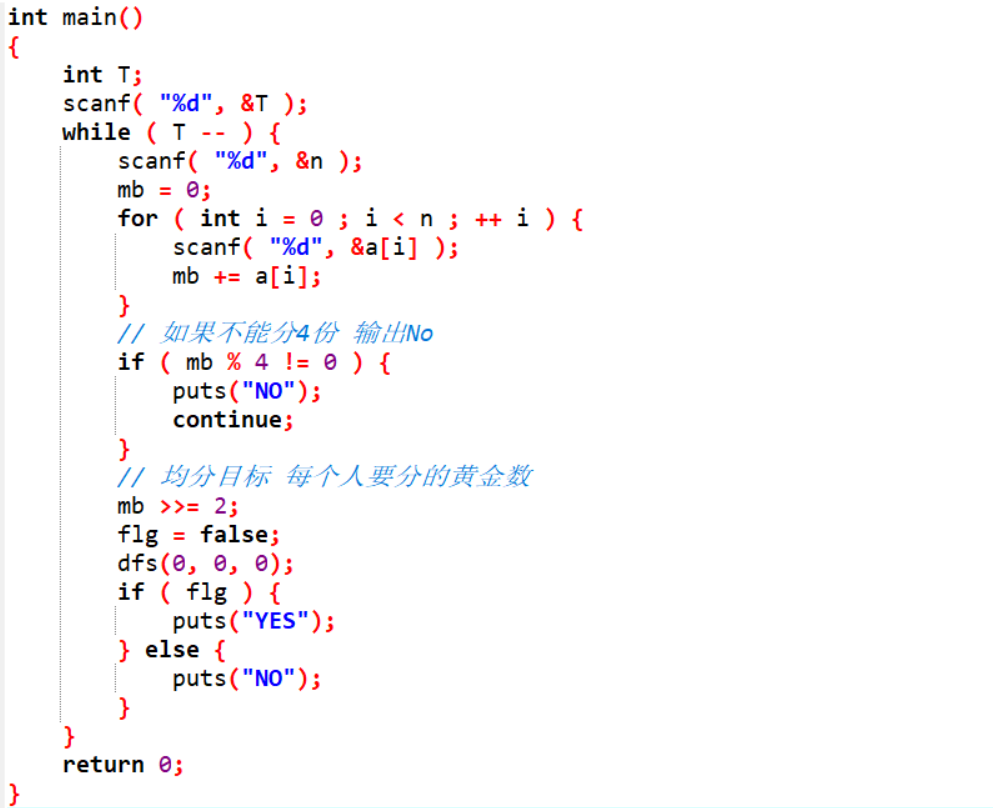 int main()
{
    int T;
    scanf( "%d", &T );
    while ( T -- ) {
        scanf( "%d", &n );
        mb = 0;
        for ( int i = 0 ; i < n ; ++ i ) {
            scanf( "%d", &a[i] );
            mb += a[i];
        }
        // 如果不能分4份 输出No
        if ( mb % 4 != 0 ) {
            puts("NO");
            continue;
        }
        // 均分目标 每个人要分的黄金数
        mb >>= 2;
        flg = false;
        dfs(0, 0, 0);
        if ( flg ) {
            puts("YES");
        } else {
            puts("NO");
        }
    }
    return 0;
}